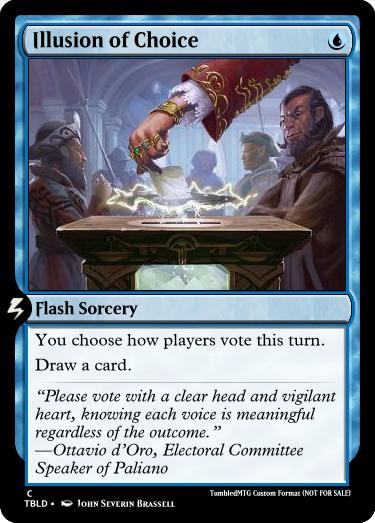 Illusion of Choice
Flash Sorcery
You choose how players vote this turn.
Draw a card.
“Please vote with a clear head and vigilant
heart, knowing each voice is meaningful
regardless of the outcome.”
—Ottavio d’Oro, Electoral Committee
Speaker of Paliano
C
TBLD • John Severin Brassell
TumbledMTG Custom Format (NOT FOR SALE)